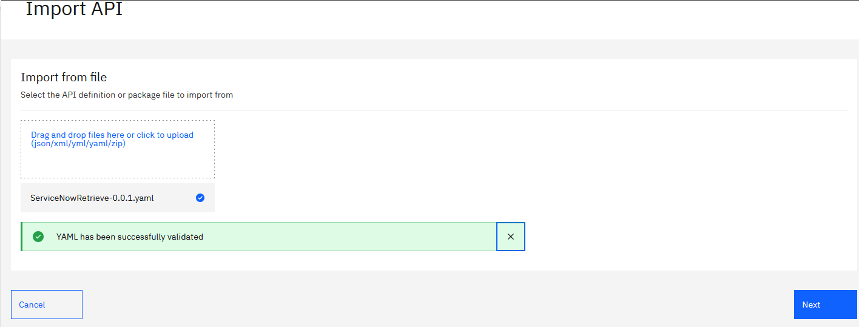 Import API
Import from file
Select the API definition or package file to import from
Drag and drop files here or click to upload
(json/xml/yml/yaml/zip)
ServiceNowRetrieve-0.0.1.yaml
YAML has been successfully validated
Cancel
Next